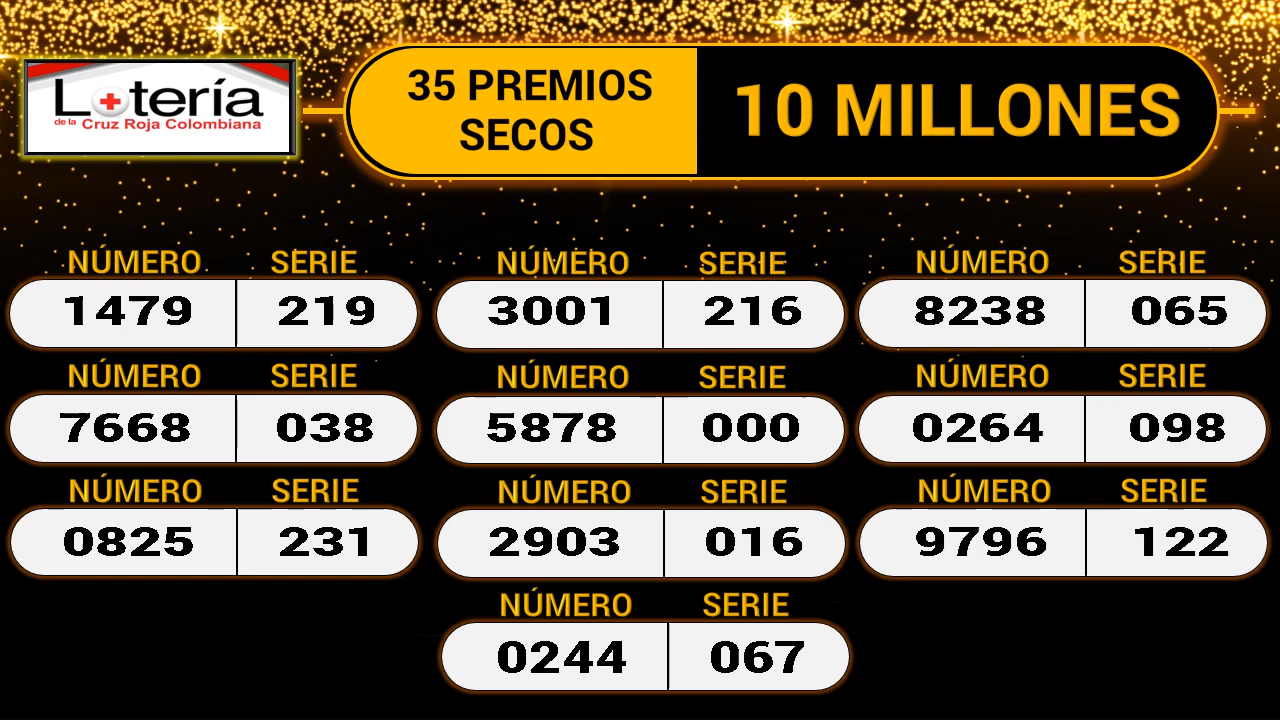 Lotería
de la Cruz Roja Colombiana
35 PREMIOS
SECOS
10 MILLONES
NÚMERO SERIE NÚMERO SERIE NÚMERO SERIE
1479 219 3001 216 8238 065
NÚMERO SERIE NÚMERO SERIE NÚMERO SERIE
7668 038 5878 000 0264 098
NÚMERO SERIE NÚMERO SERIE NÚMERO SERIE
0825 231 2903 016 9796 122
NÚMERO SERIE
0244 067